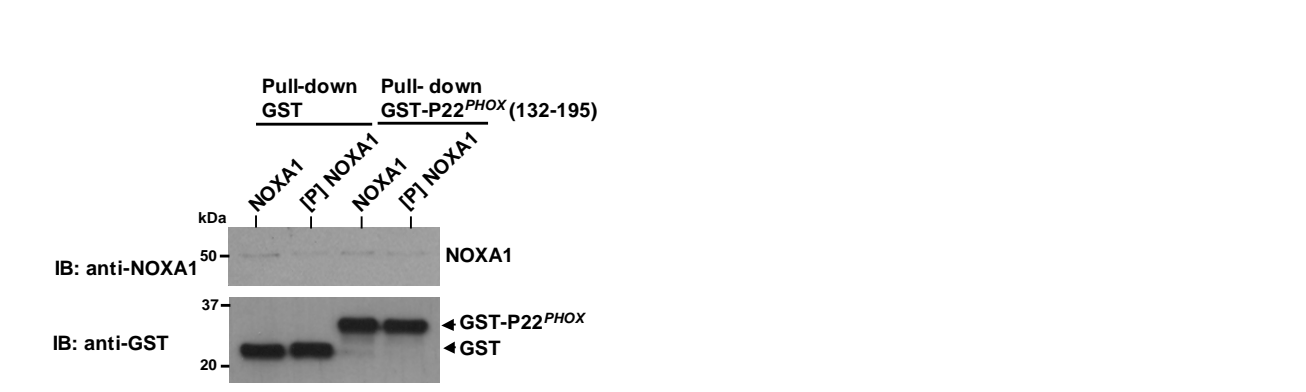 Pull-down
GST
Pull- down
GST-P22PHOX (132-195)
NOXA1
[P] NOXA1
NOXA1
[P] NOXA1
kDa
50
IB: anti-NOXA1
NOXA1
37
GST-P22PHOX
IB: anti-GST
GST
20